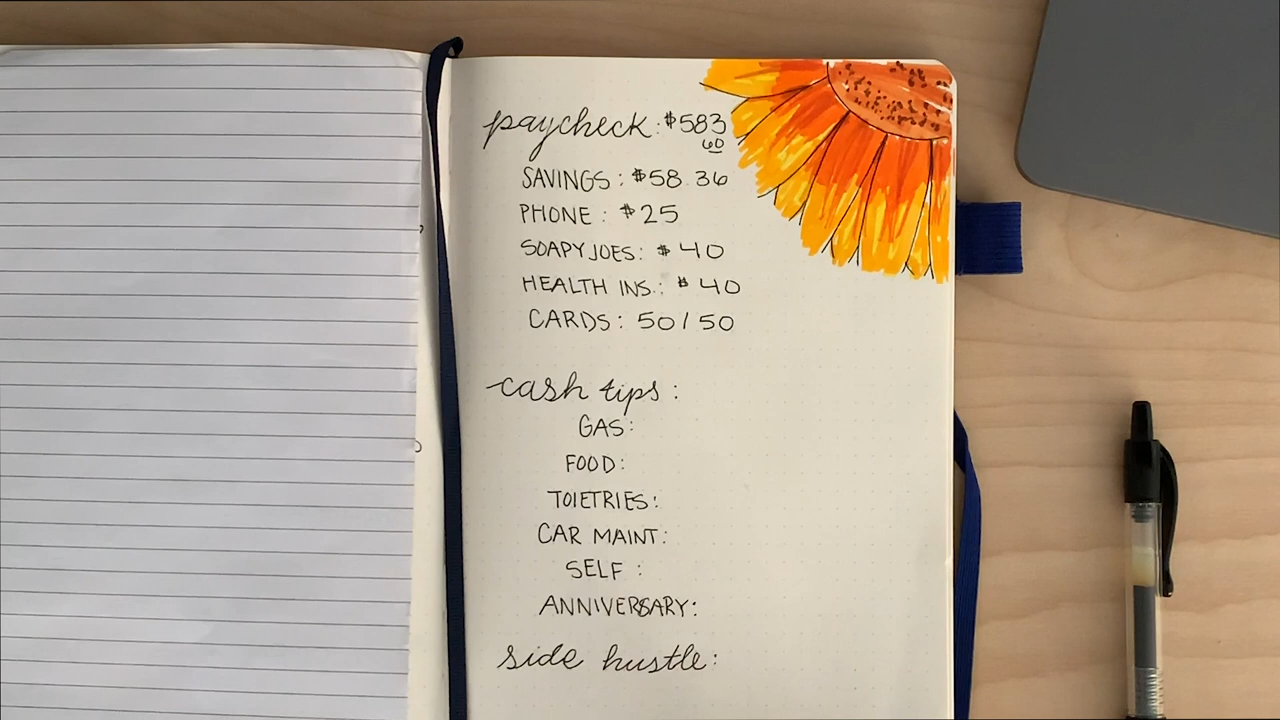 paycheck: $583
60
SAVINGS: $58.36
PHONE: $25
SOAPY JOES: $40
HEALTH INS.: $40
CARDS: 50/50
cash tips:
GAS:
FOOD:
TOIETRIES:
CAR MAINT:
SELF:
ANNIVERSARY:
side hustle: